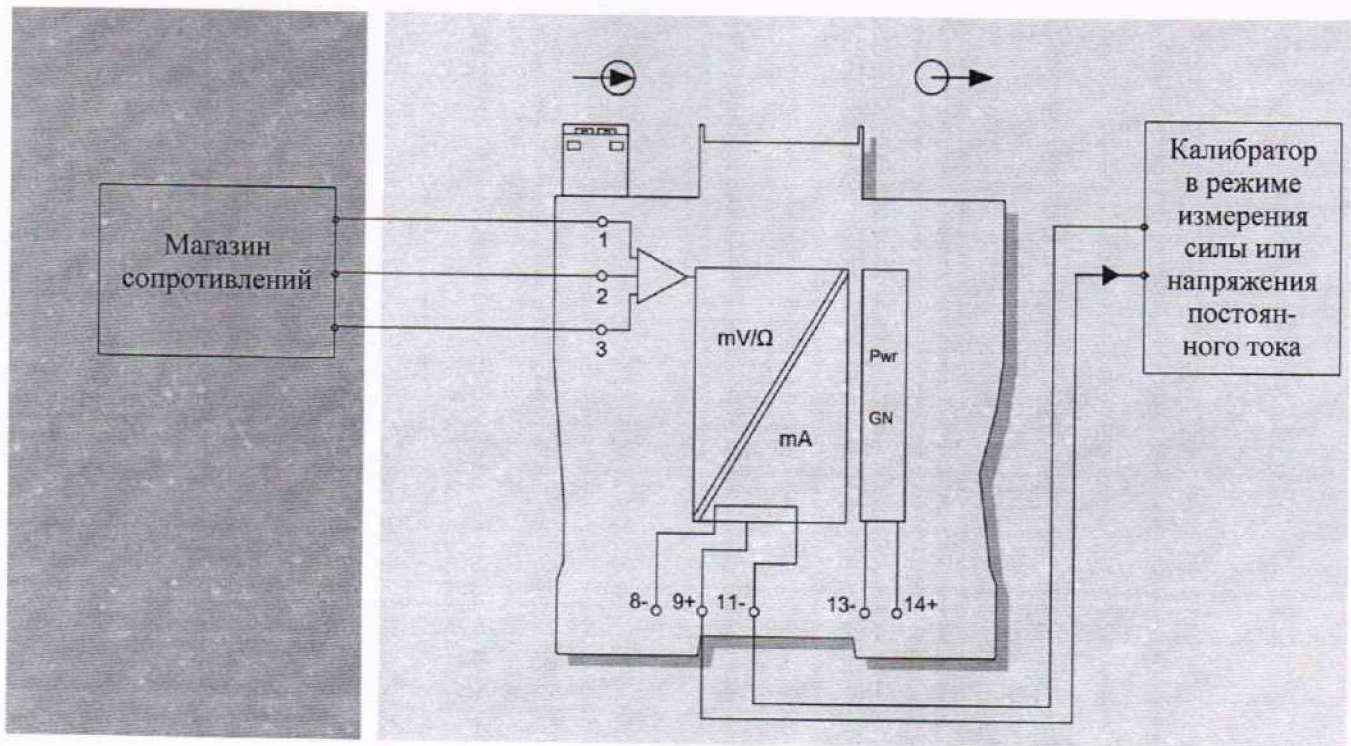 Магазин
сопротивлений
1
2
3
mV/Ω
mA
Pwr
GN
8-
9+
11-
13-
14+
Калибратор
в режиме
измерения
силы или
напряжения
постоян-
ного тока